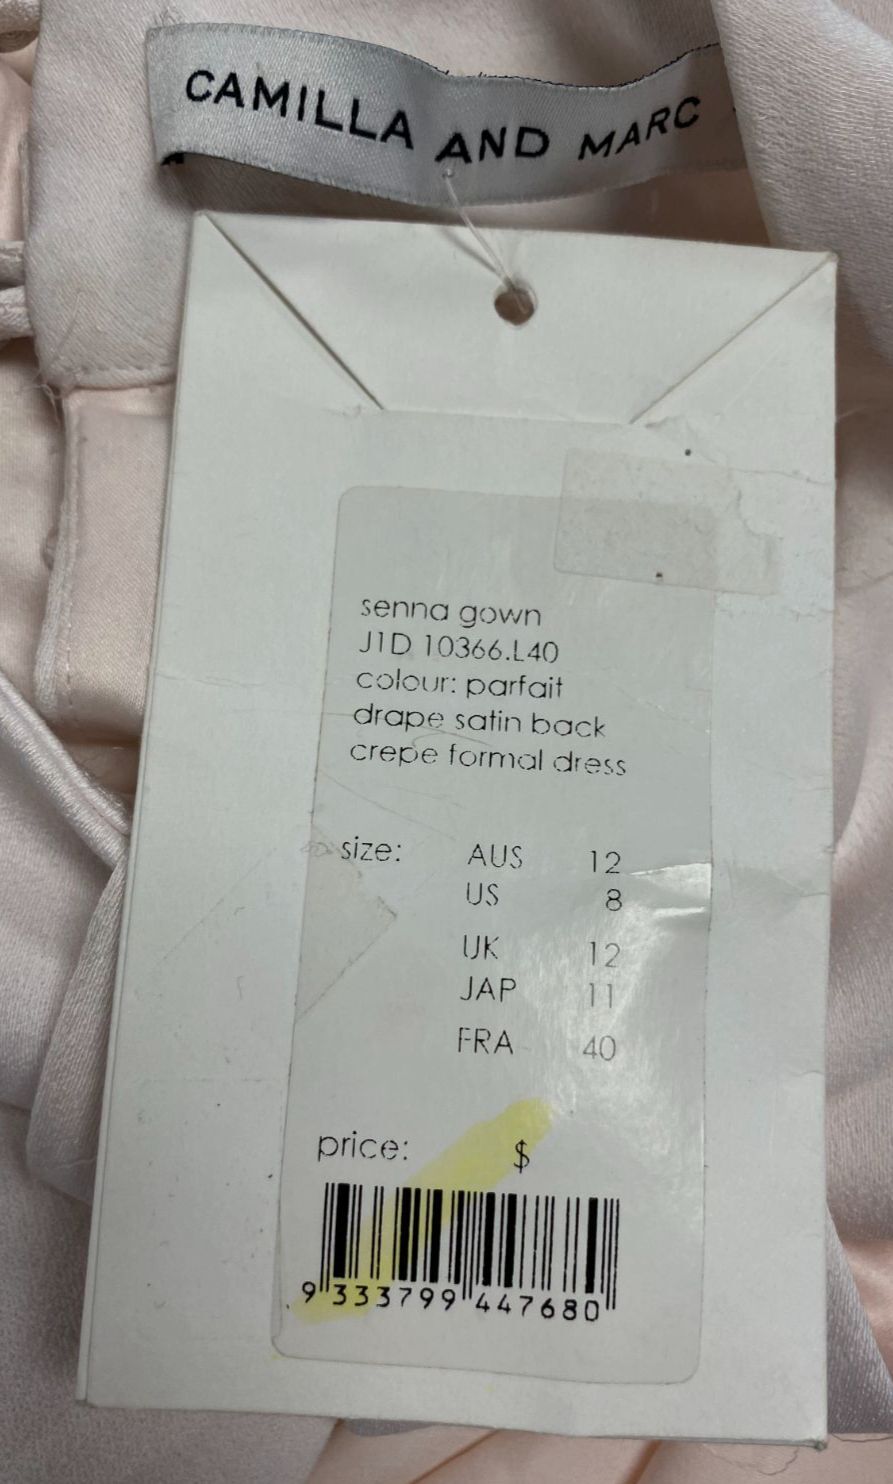 CAMILLA AND MARC
senna gown
J1D 10366.L40
colour: parfait
drape satin back
crepe formal dress
size: AUS 12
US 8
UK 12
JAP 11
FRA 40
price: $
9 333799 447680